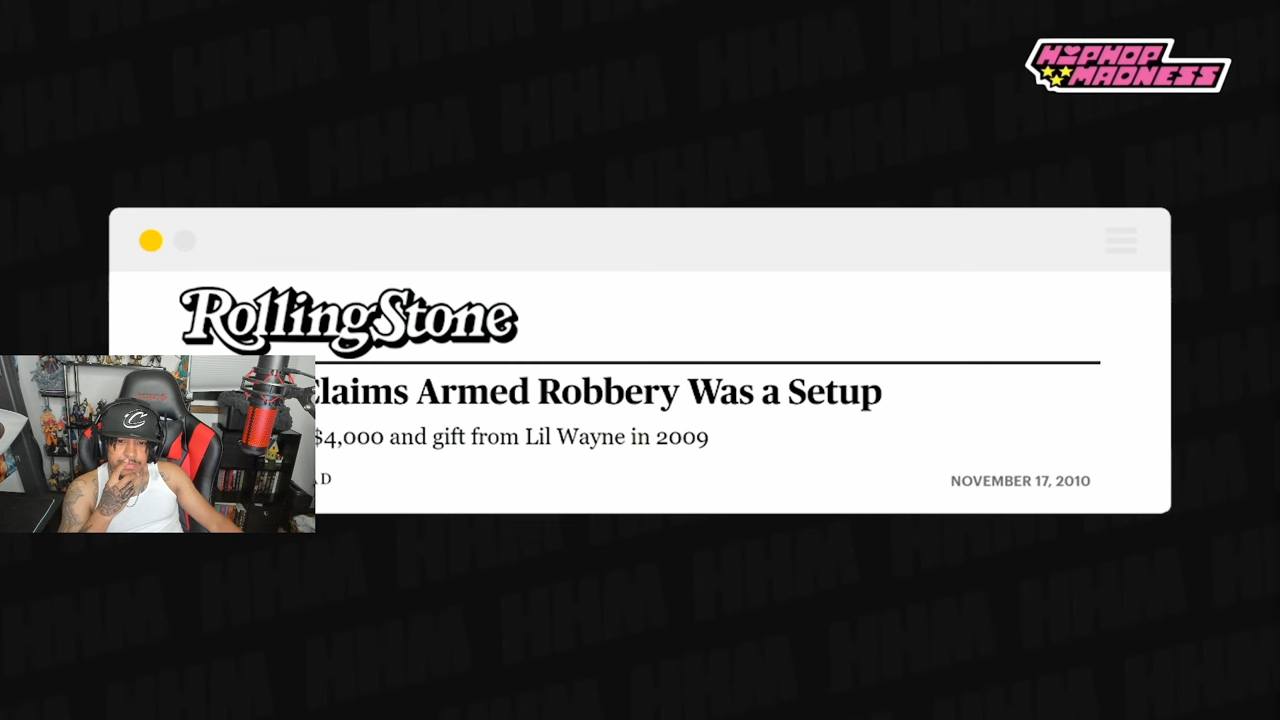 HIPHOP
MADNESS
RollingStone
Claims Armed Robbery Was a Setup
$4,000 and gift from Lil Wayne in 2009
AD
NOVEMBER 17, 2010